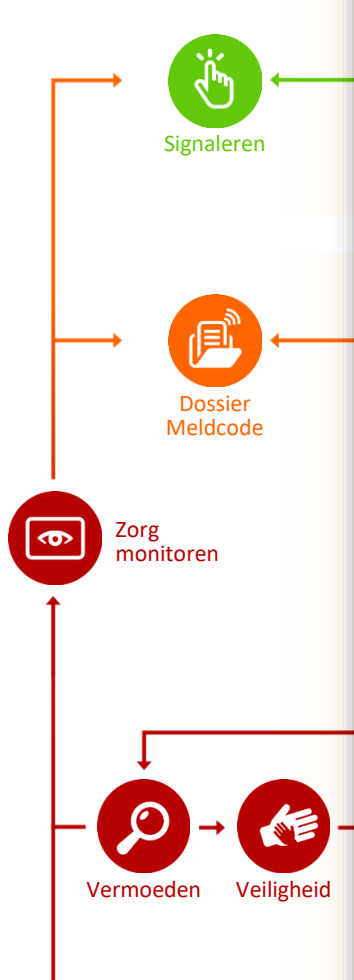 Signaleren
Dossier
Meldcode
Zorg
monitoren
Vermoeden
Veiligheid